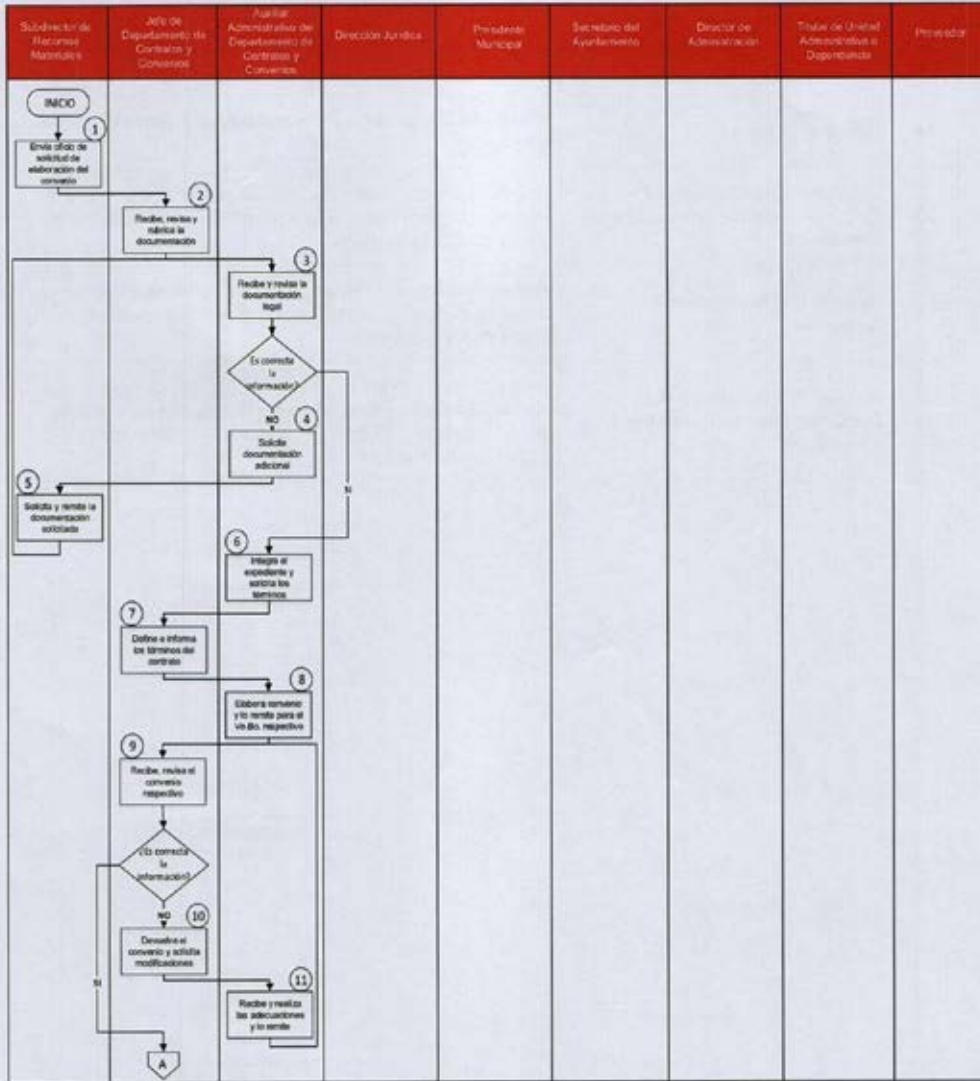 Subdirector de
Recursos
Materiales
Jefe de
Departamento de
Contratos y
Convenios
Auxiliar
Administrativo del
Departamento de
Contratos y
Convenios
Dirección Jurídica
Presidente
Municipal
Secretario del
Ayuntamiento
Director de
Administración
Titular de Unidad
Administrativa o
Dependencia
Proveedor
INICIO
1
Envía oficio de
solicitud de
elaboración del
convenio
2
Recibe, revisa y
rubrica la
documentación
3
Recibe y revisa la
documentación
legal
Es correcta
la
información?
NO
4
Solicita
documentación
adicional
SI
5
Solicita y remite la
documentación
solicitada
6
Integra el
expediente y
solicita los
términos
7
Define e informa
los términos del
contrato
8
Elabora convenio
y lo remite para el
Vo.Bo. respectivo
9
Recibe, revisa el
convenio
respectivo
¿Es correcta
la
información?
NO
10
Devuelve el
convenio y solicita
modificaciones
SI
11
Recibe y realiza
las adecuaciones
y lo remite
A